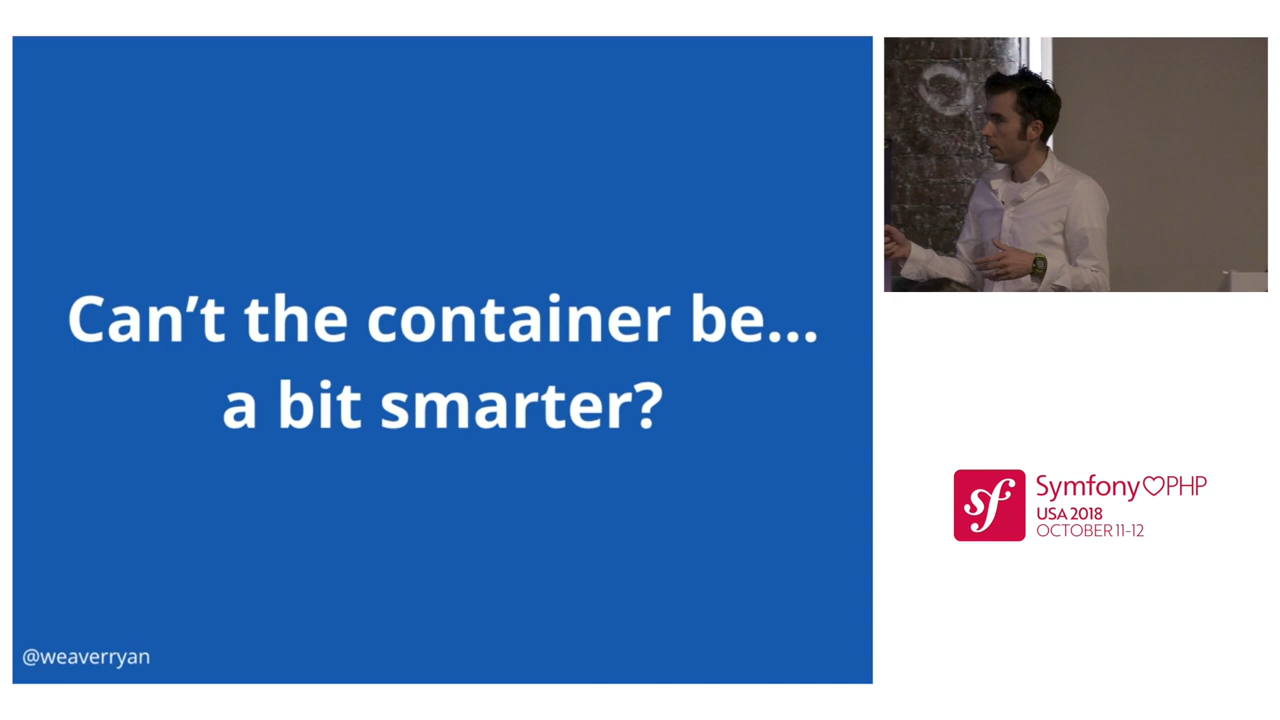 Can’t the container be...
a bit smarter?
@weaverryan
sf
Symfony♡PHP
USA 2018
OCTOBER 11-12